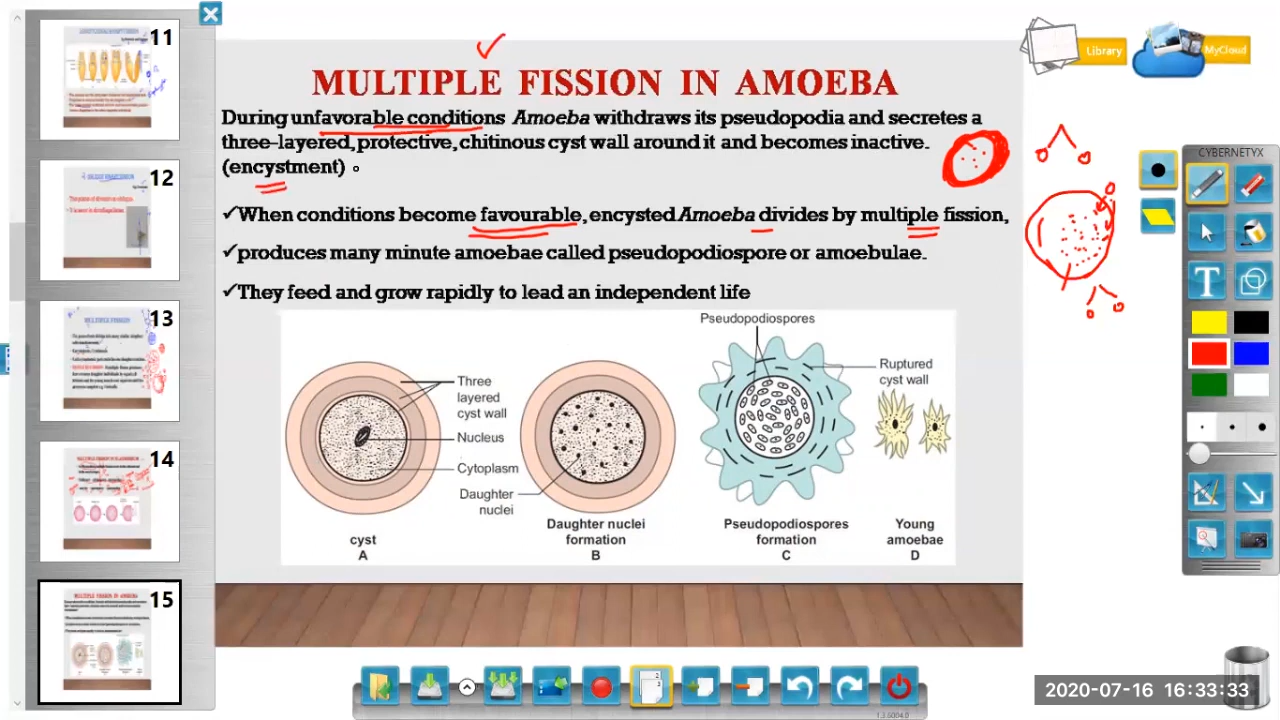 11
12
13
14
15
MULTIPLE FISSION IN AMOEBA
During unfavorable conditions Amoeba withdraws its pseudopodia and secretes a
three-layered, protective, chitinous cyst wall around it and becomes inactive.
(encystment) 。
✓When conditions become favourable, encysted Amoeba divides by multiple fission,
✓produces many minute amoebae called pseudopodiospore or amoebulae.
✓They feed and grow rapidly to lead an independent life
Pseudopodiospores
Three
layered
cyst wall
Nucleus
Cytoplasm
Daughter
nuclei
Ruptured
cyst wall
cyst
A
Daughter nuclei
formation
B
Pseudopodiospores
formation
C
Young
amoebae
D
Library
MyCloud
CYBERNETYX
1.3.6004.0
2020-07-16 16:33:33